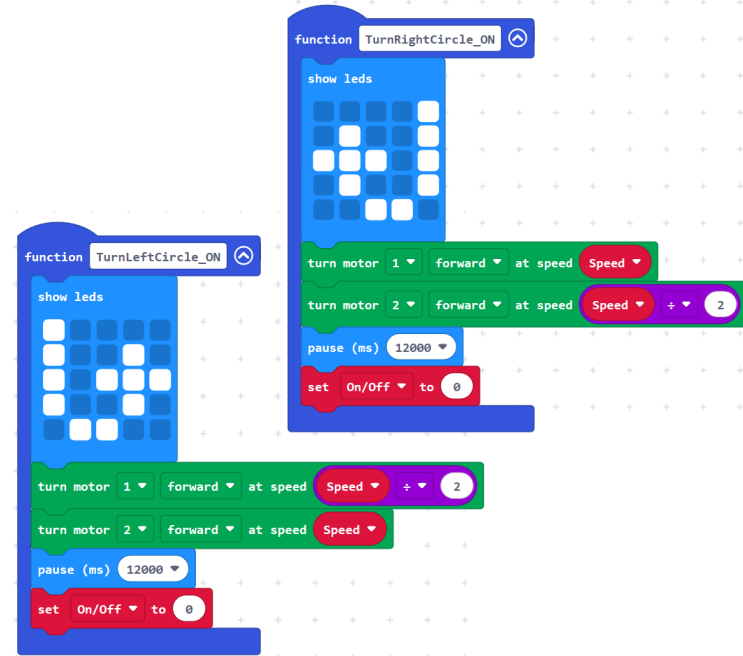 function TurnRightCircle_ON
show leds
turn motor 1 forward at speed Speed
turn motor 2 forward at speed Speed ÷ 2
pause (ms) 12000
set On/Off to 0
function TurnLeftCircle_ON
show leds
turn motor 1 forward at speed Speed ÷ 2
turn motor 2 forward at speed Speed
pause (ms) 12000
set On/Off to 0